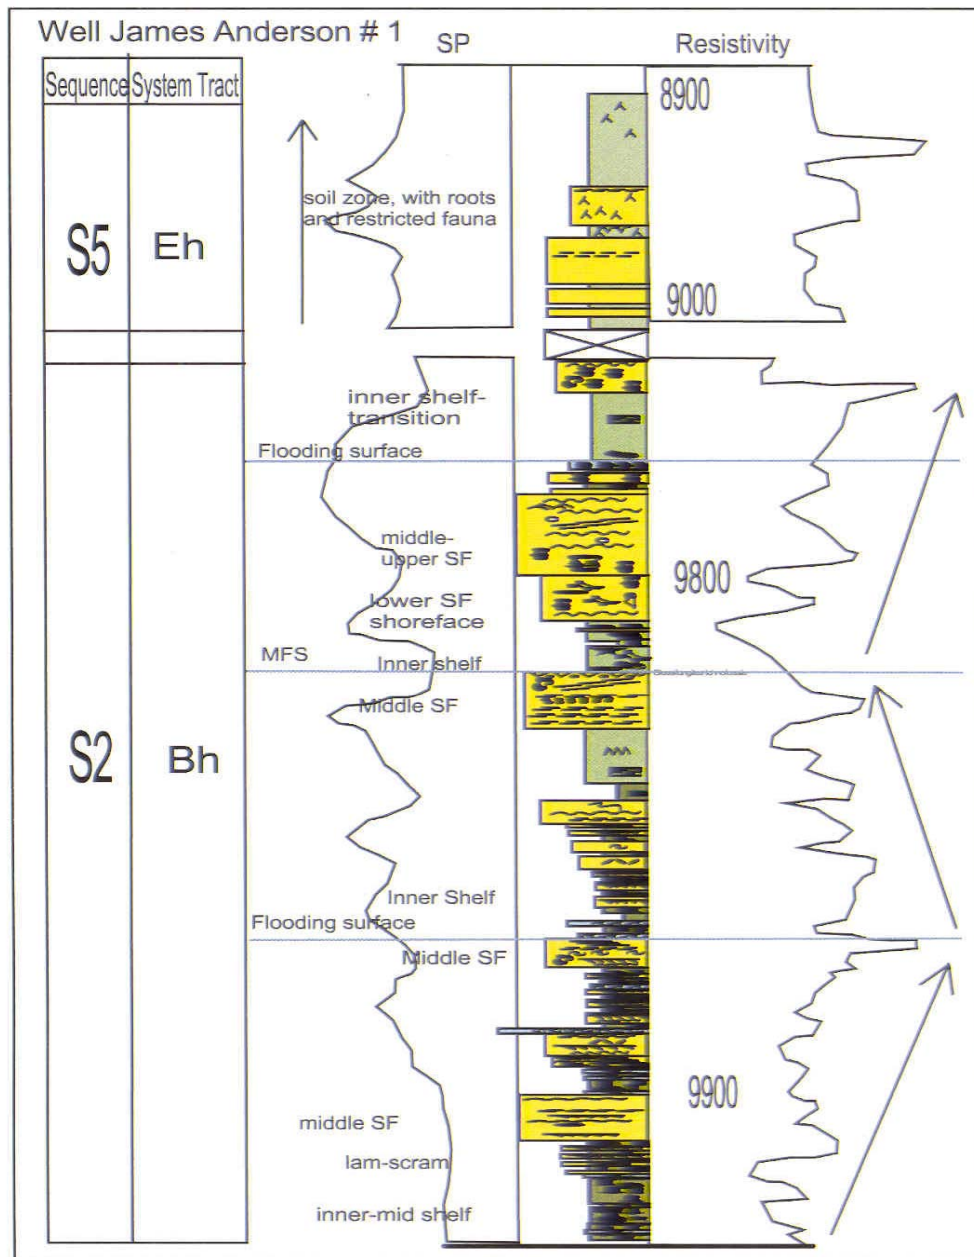 Well James Anderson # 1
SP
Resistivity
Sequence
System Tract
8900
soil zone, with roots
and restricted fauna
S5
Eh
9000
inner shelf-
transition
Flooding surface
middle-
upper SF
9800
lower SF
shoreface
MFS
Inner shelf
Middle SF
S2
Bh
Inner Shelf
Flooding surface
Middle SF
9900
middle SF
lam-scram
inner-mid shelf